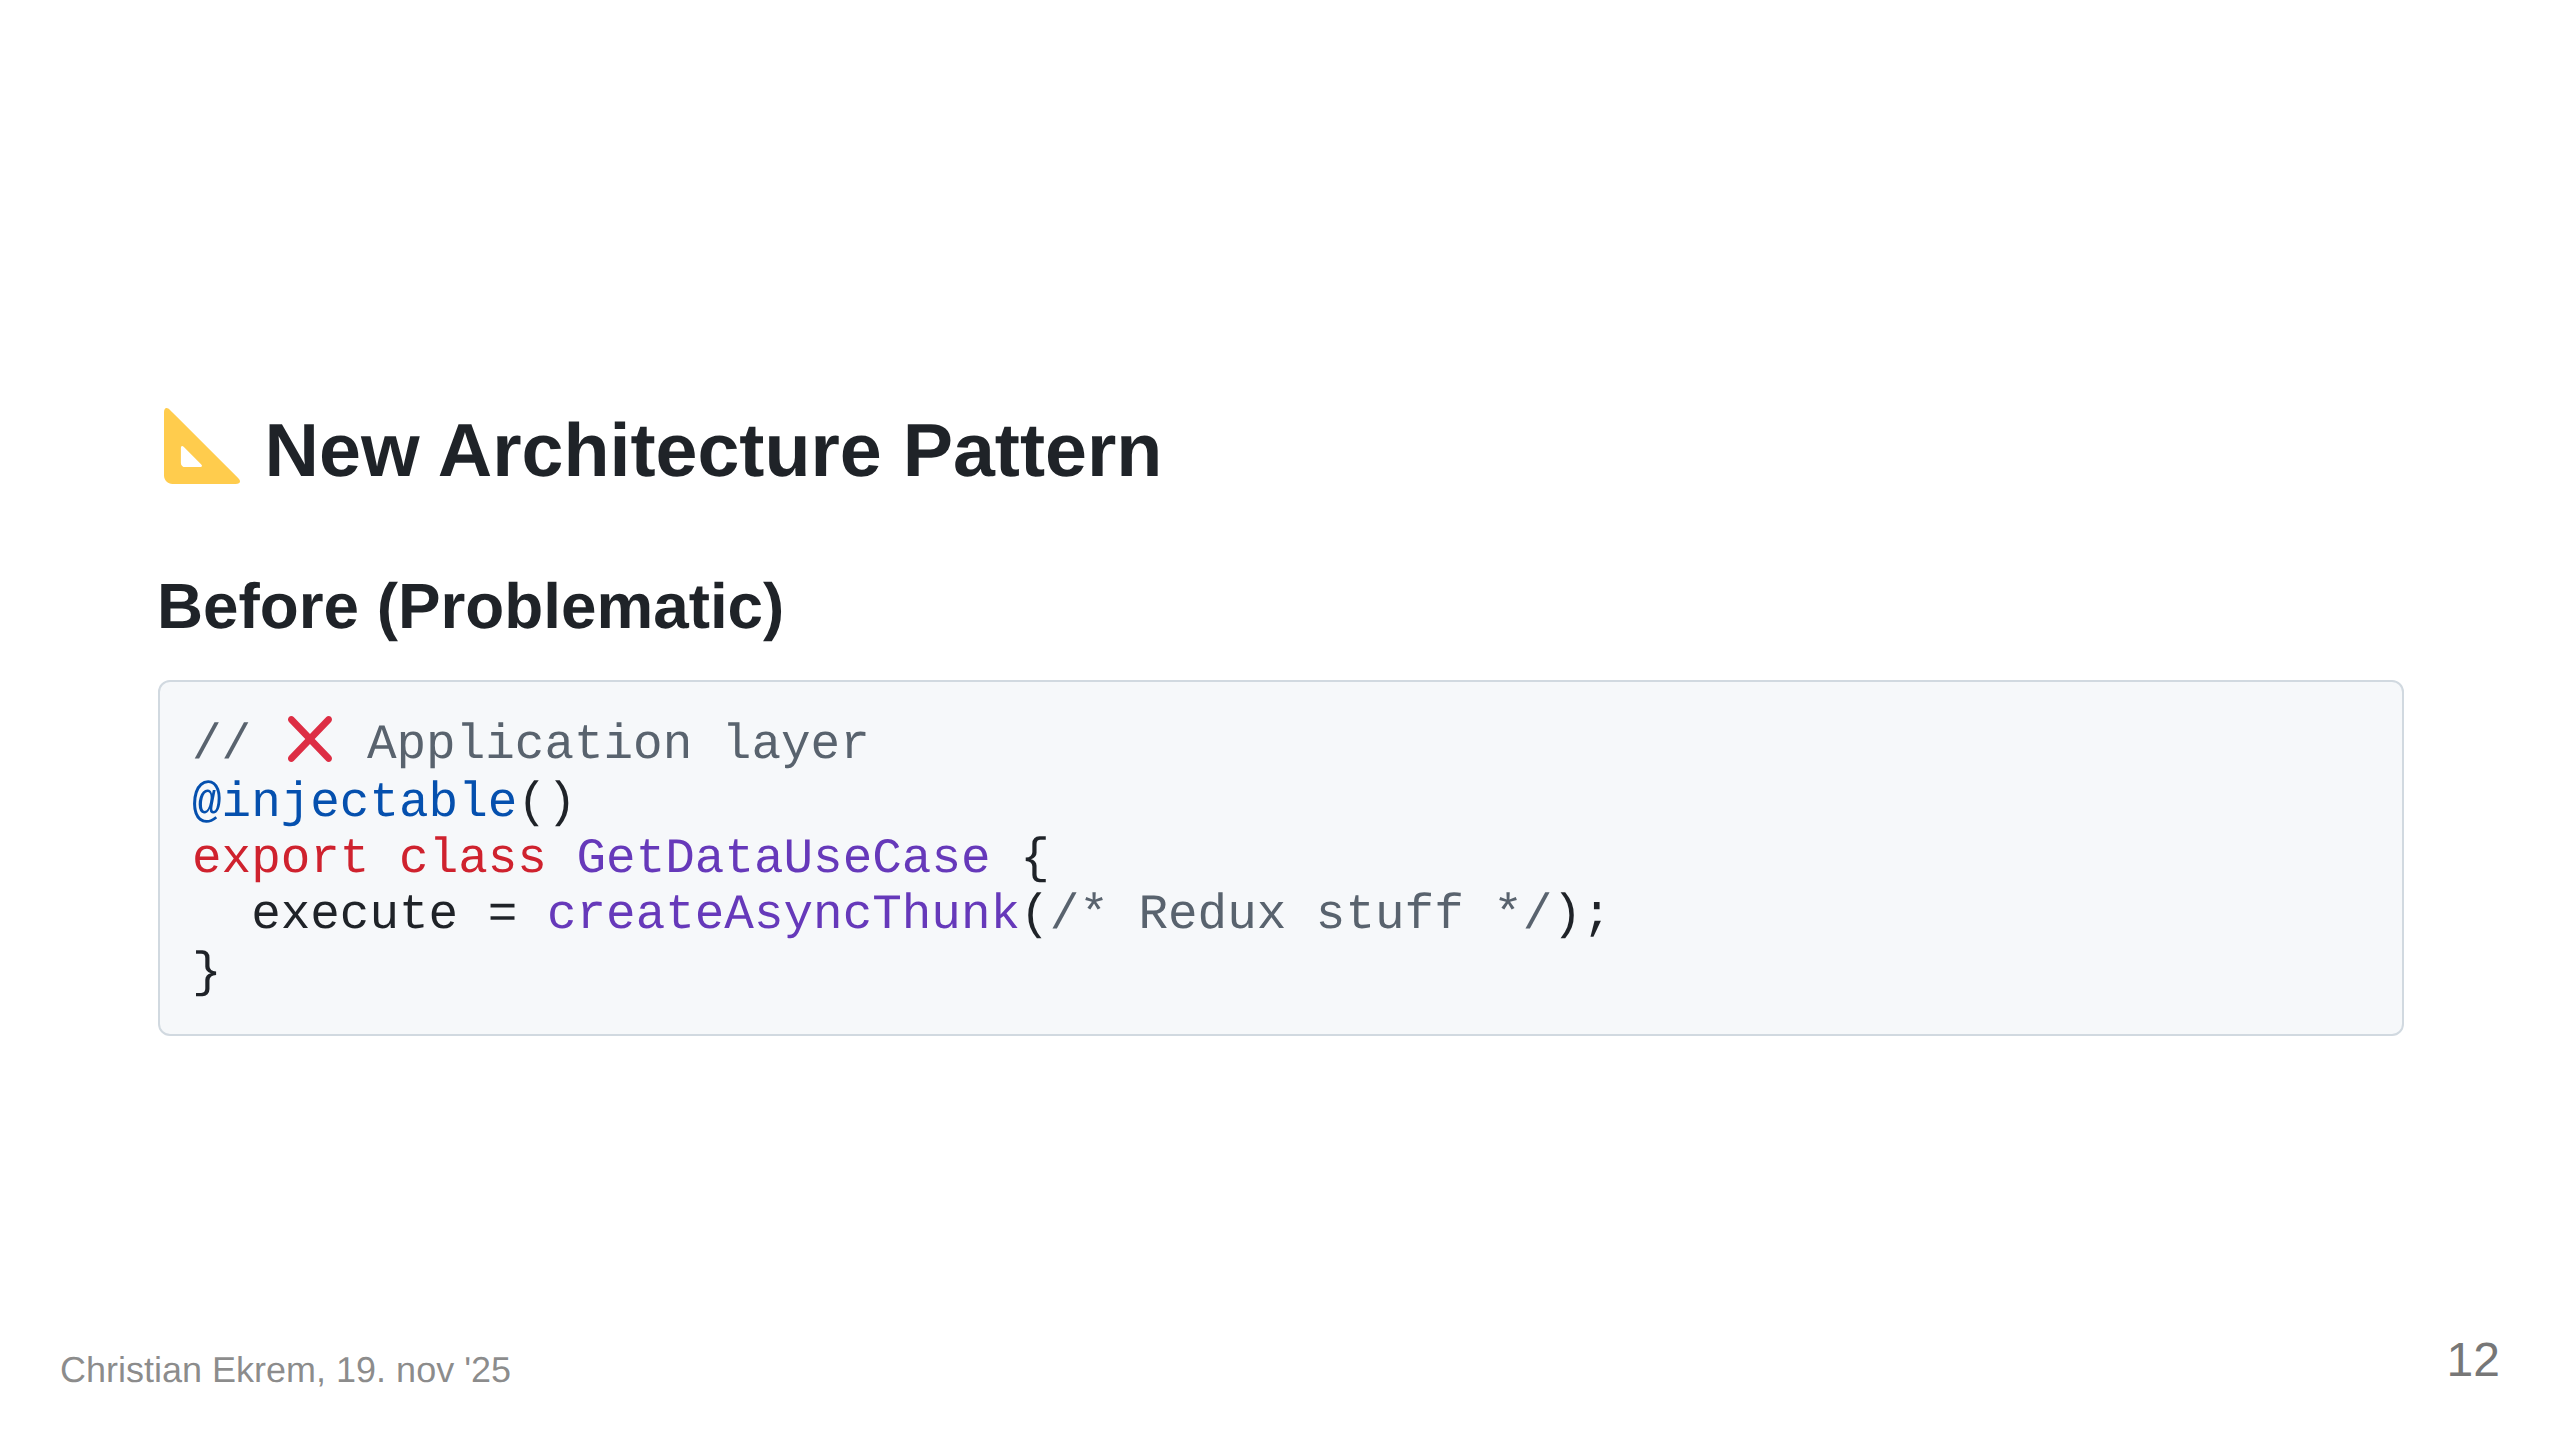 📐 New Architecture Pattern
Before (Problematic)
// ❌ Application layer
@injectable()
export class GetDataUseCase {
  execute = createAsyncThunk(/* Redux stuff */);
}
Christian Ekrem, 19. nov '25
12